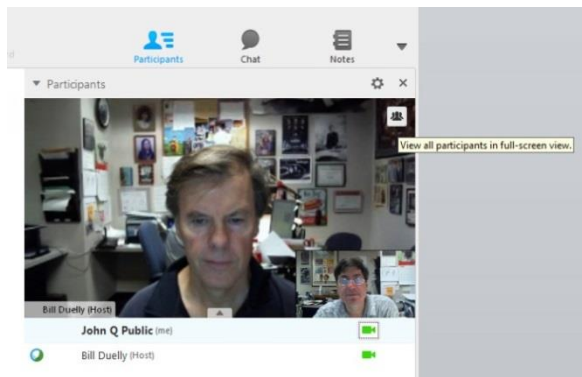 Participants
Chat
Notes
Participants
View all participants in full-screen view.
Bill Duelly (Host)
John Q Public (me)
Bill Duelly (Host)